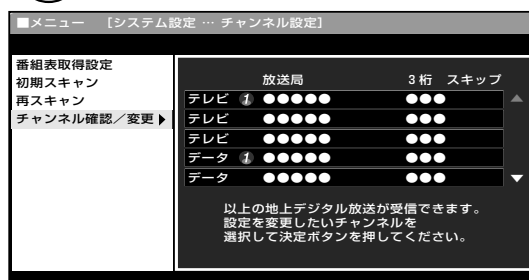 ■メニュー [システム設定 … チャンネル設定]
番組表取得設定
初期スキャン
再スキャン
チャンネル確認／変更▶
放送局 3桁 スキップ
テレビ 1 ●●●●● ●●●
テレビ ●●●●● ●●●
テレビ ●●●●● ●●●
データ 1 ●●●●● ●●●
データ ●●●●● ●●●
以上の地上デジタル放送が受信できます。
設定を変更したいチャンネルを
選択して決定ボタンを押してください。